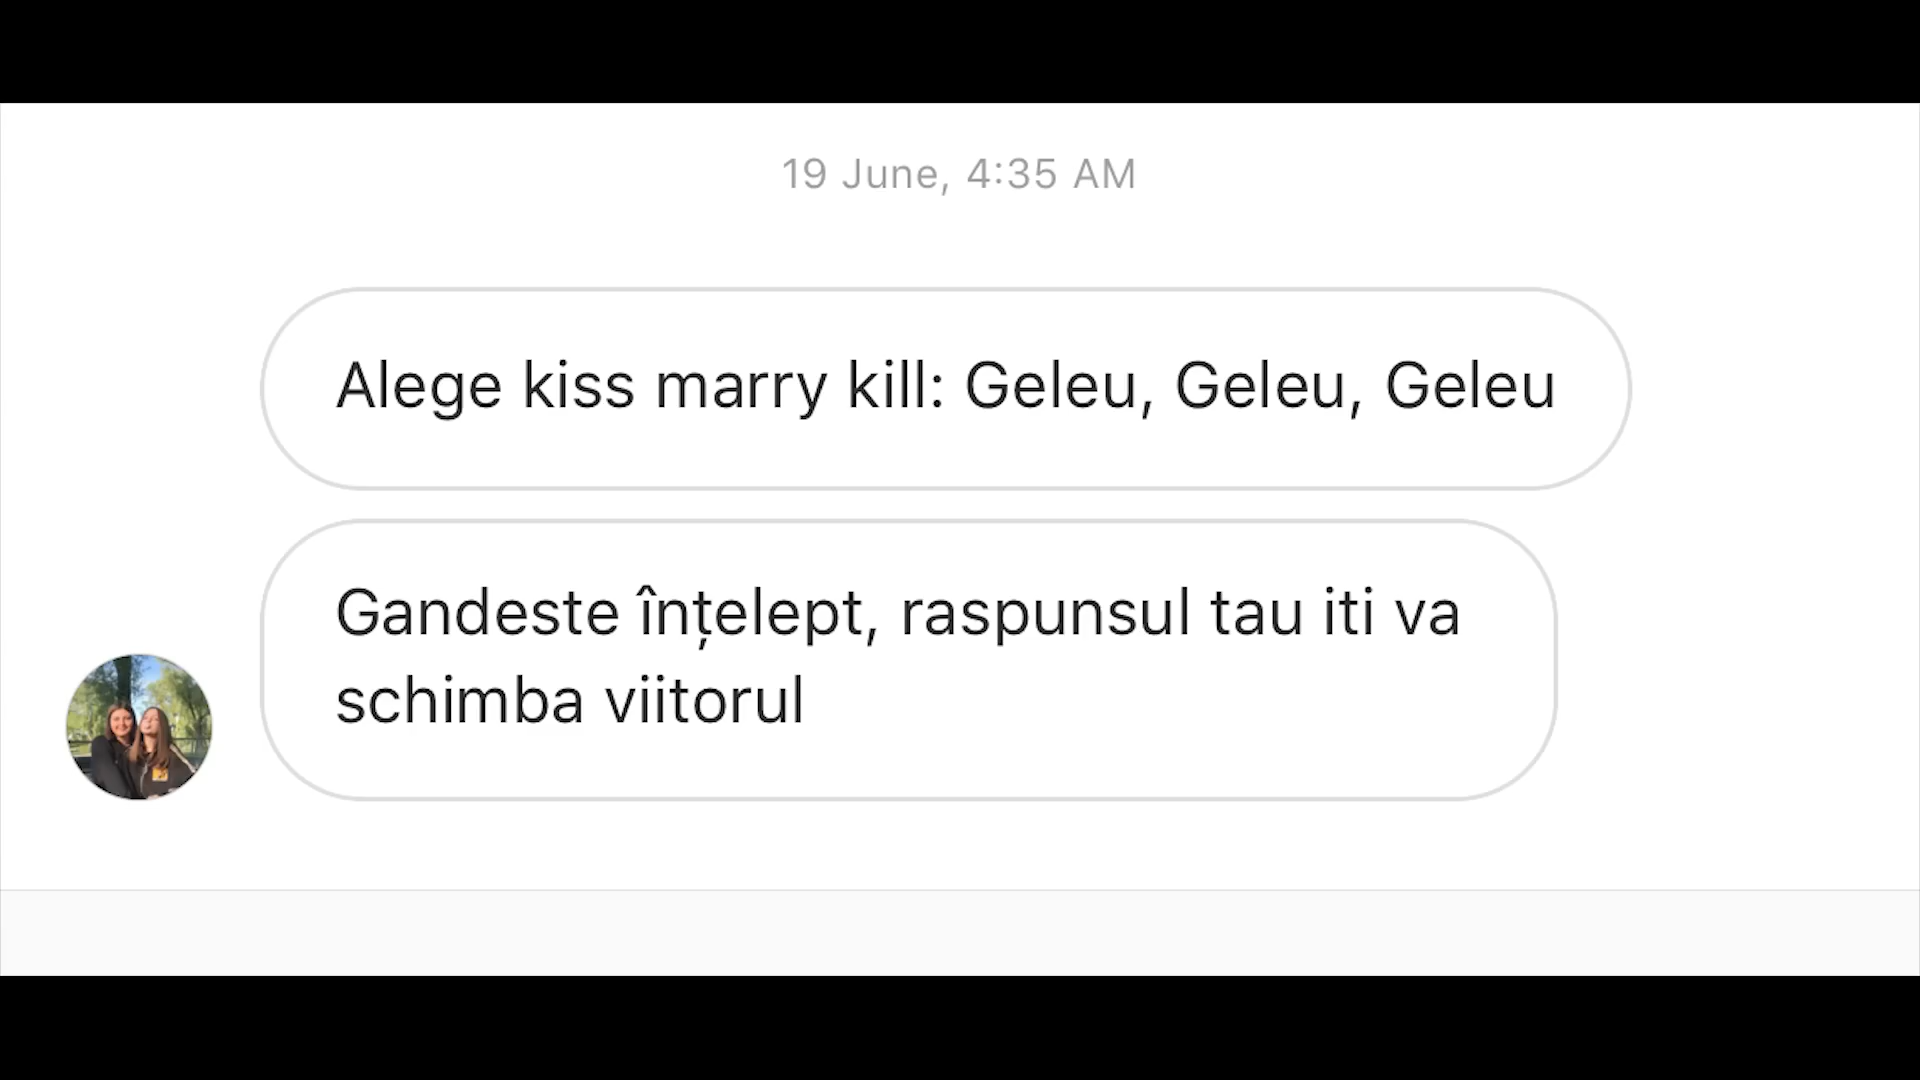 19 June, 4:35 AM
Alege kiss marry kill: Geleu, Geleu, Geleu
Gandeste înțelept, raspunsul tau iti va
schimba viitorul